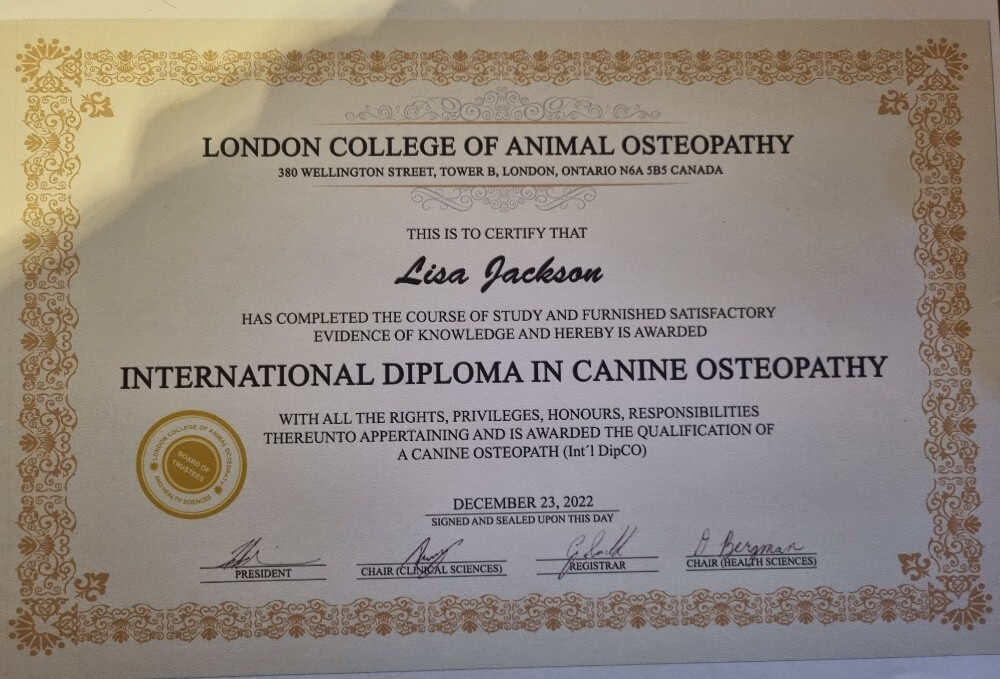 LONDON COLLEGE OF ANIMAL OSTEOPATHY
380 WELLINGTON STREET, TOWER B, LONDON, ONTARIO N6A 5B5 CANADA
THIS IS TO CERTIFY THAT
Lisa Jackson
HAS COMPLETED THE COURSE OF STUDY AND FURNISHED SATISFACTORY
EVIDENCE OF KNOWLEDGE AND HEREBY IS AWARDED
INTERNATIONAL DIPLOMA IN CANINE OSTEOPATHY
WITH ALL THE RIGHTS, PRIVILEGES, HONOURS, RESPONSIBILITIES
THEREUNTO APPERTAINING AND IS AWARDED THE QUALIFICATION OF
A CANINE OSTEOPATH (Int´l DipCO)
LONDON COLLEGE OF ANIMAL OSTEOPATHY
BOARD OF
TRUSTEES
AND HEALTH SCIENCES
DECEMBER 23, 2022
SIGNED AND SEALED UPON THIS DAY
D Bergman
PRESIDENT
CHAIR (CLINICAL SCIENCES)
REGISTRAR
CHAIR (HEALTH SCIENCES)